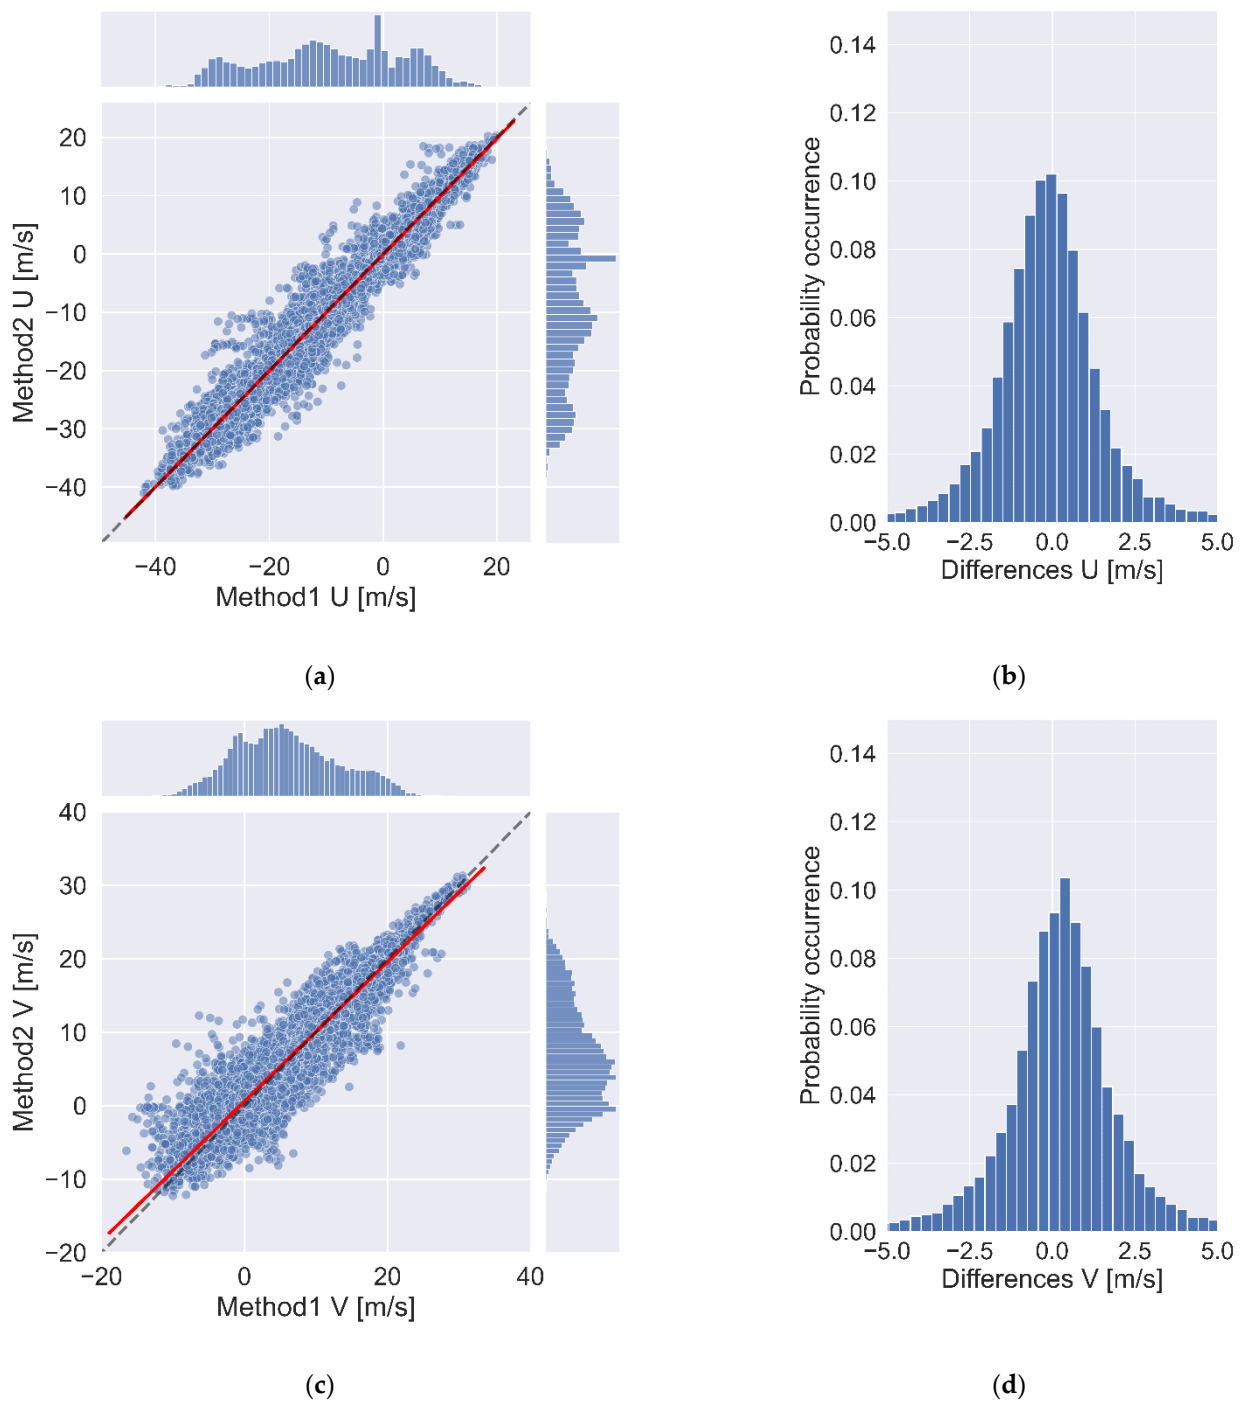 20
10
0
−10
−20
−30
−40
Method2 U [m/s]
−40 −20 0 20
Method1 U [m/s]
(a)
0.14
0.12
0.10
0.08
0.06
0.04
0.02
0.00
Probability occurrence
−5.0 −2.5 0.0 2.5 5.0
Differences U [m/s]
(b)
40
30
20
10
0
−10
−20
Method2 V [m/s]
−20 0 20 40
Method1 V [m/s]
(c)
0.14
0.12
0.10
0.08
0.06
0.04
0.02
0.00
Probability occurrence
−5.0 −2.5 0.0 2.5 5.0
Differences V [m/s]
(d)